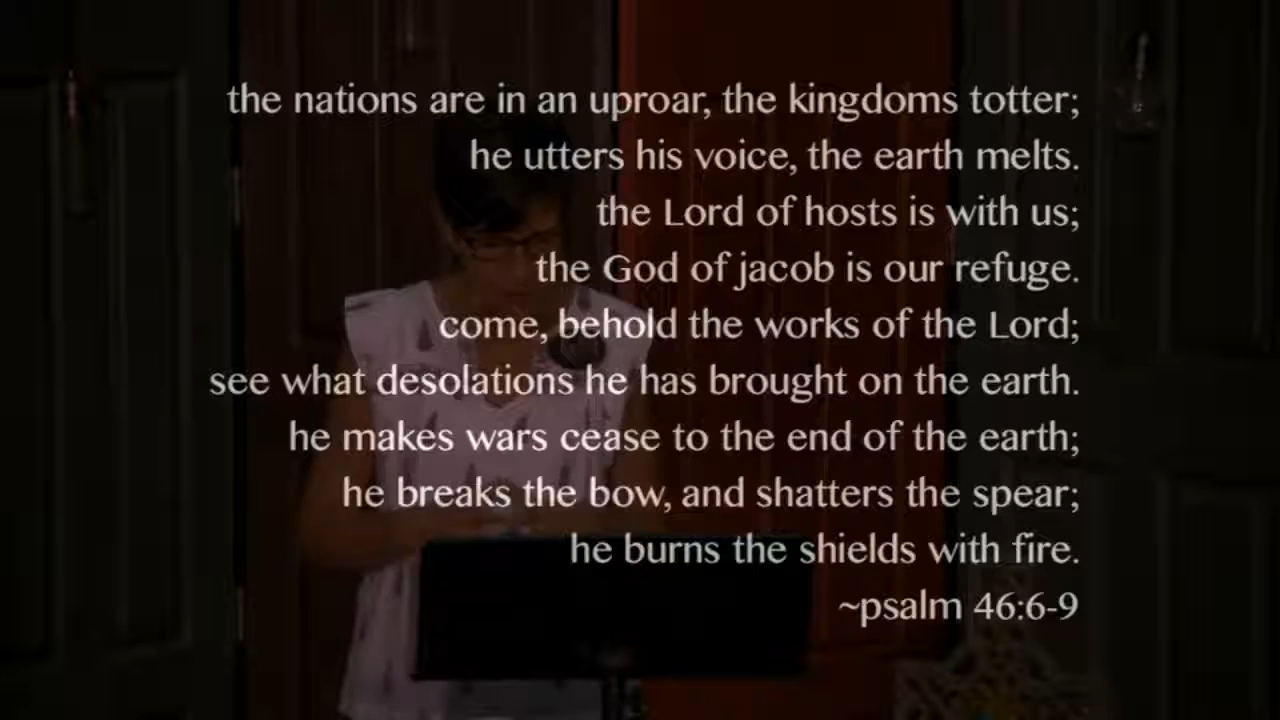 the nations are in an uproar, the kingdoms totter;
he utters his voice, the earth melts.
the Lord of hosts is with us;
the God of jacob is our refuge.
come, behold the works of the Lord;
see what desolations he has brought on the earth.
he makes wars cease to the end of the earth;
he breaks the bow, and shatters the spear;
he burns the shields with fire.
~psalm 46:6-9